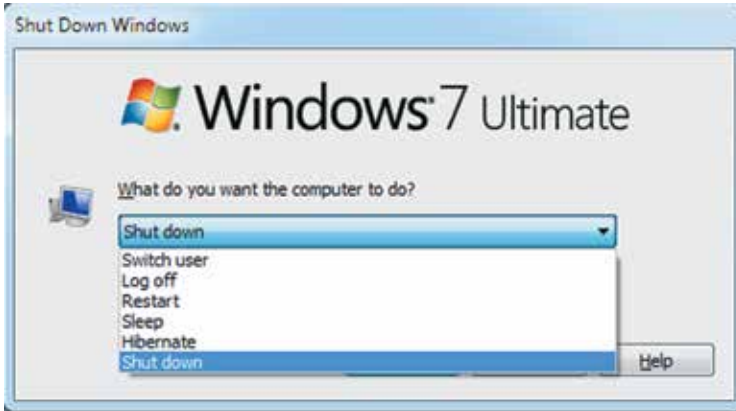 Shut Down Windows
Windows 7 Ultimate
What do you want the computer to do?
Shut down
Switch user
Log off
Restart
Sleep
Hibernate
Shut down
Help